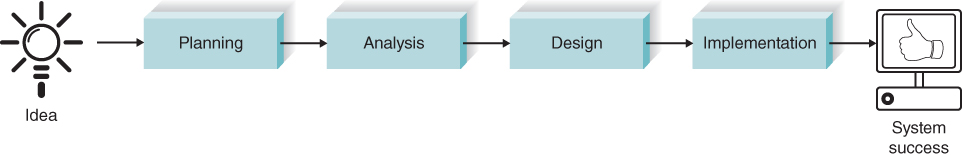 Idea
Planning
Analysis
Design
Implementation
System
success